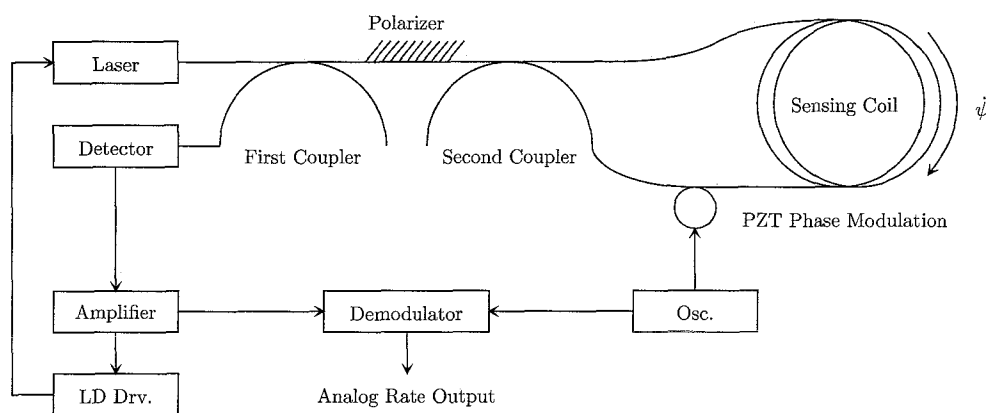 Polarizer
Laser
Sensing Coil
ψ̇
Detector
First Coupler
Second Coupler
PZT Phase Modulation
Amplifier
Demodulator
Osc.
LD Drv.
Analog Rate Output